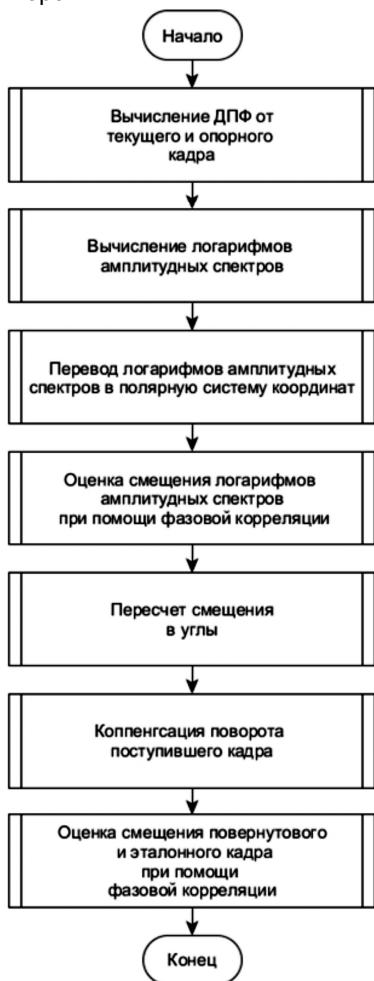 Начало
Вычисление ДПФ от
текущего и опорного
кадра
Вычисление логарифмов
амплитудных спектров
Перевод логарифмов амплитудных
спектров в полярную систему координат
Оценка смещения логарифмов
амплитудных спектров
при помощи фазовой корреляции
Пересчет смещения
в углы
Коппенгсация поворота
поступившего кадра
Оценка смещения повернутового
и эталонного кадра
при помощи
фазовой корреляции
Конец